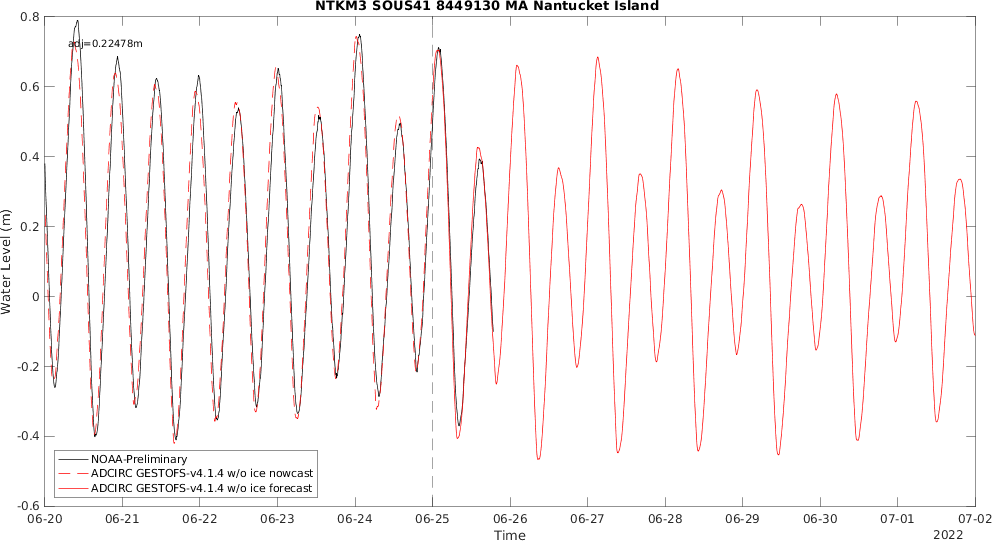 NTKM3 SOUS41 8449130 MA Nantucket Island
adj=0.22478m
0.8
0.6
0.4
0.2
0
-0.2
-0.4
-0.6
Water Level (m)
NOAA-Preliminary
ADCIRC GESTOFS-v4.1.4 w/o ice nowcast
ADCIRC GESTOFS-v4.1.4 w/o ice forecast
06-20 06-21 06-22 06-23 06-24 06-25 06-26 06-27 06-28 06-29 06-30 07-01 07-02
Time
2022